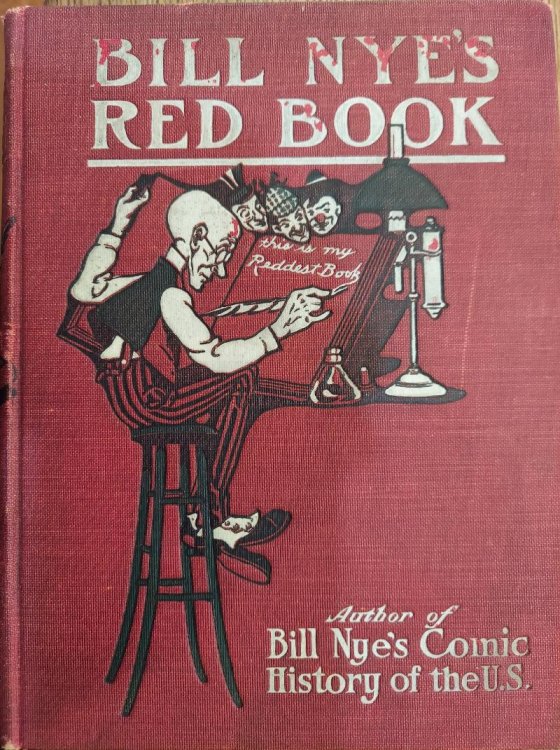 BILL NYE'S
RED BOOK
this is my
Reddest Book
Author of
Bill Nye's Comic
History of the U.S.